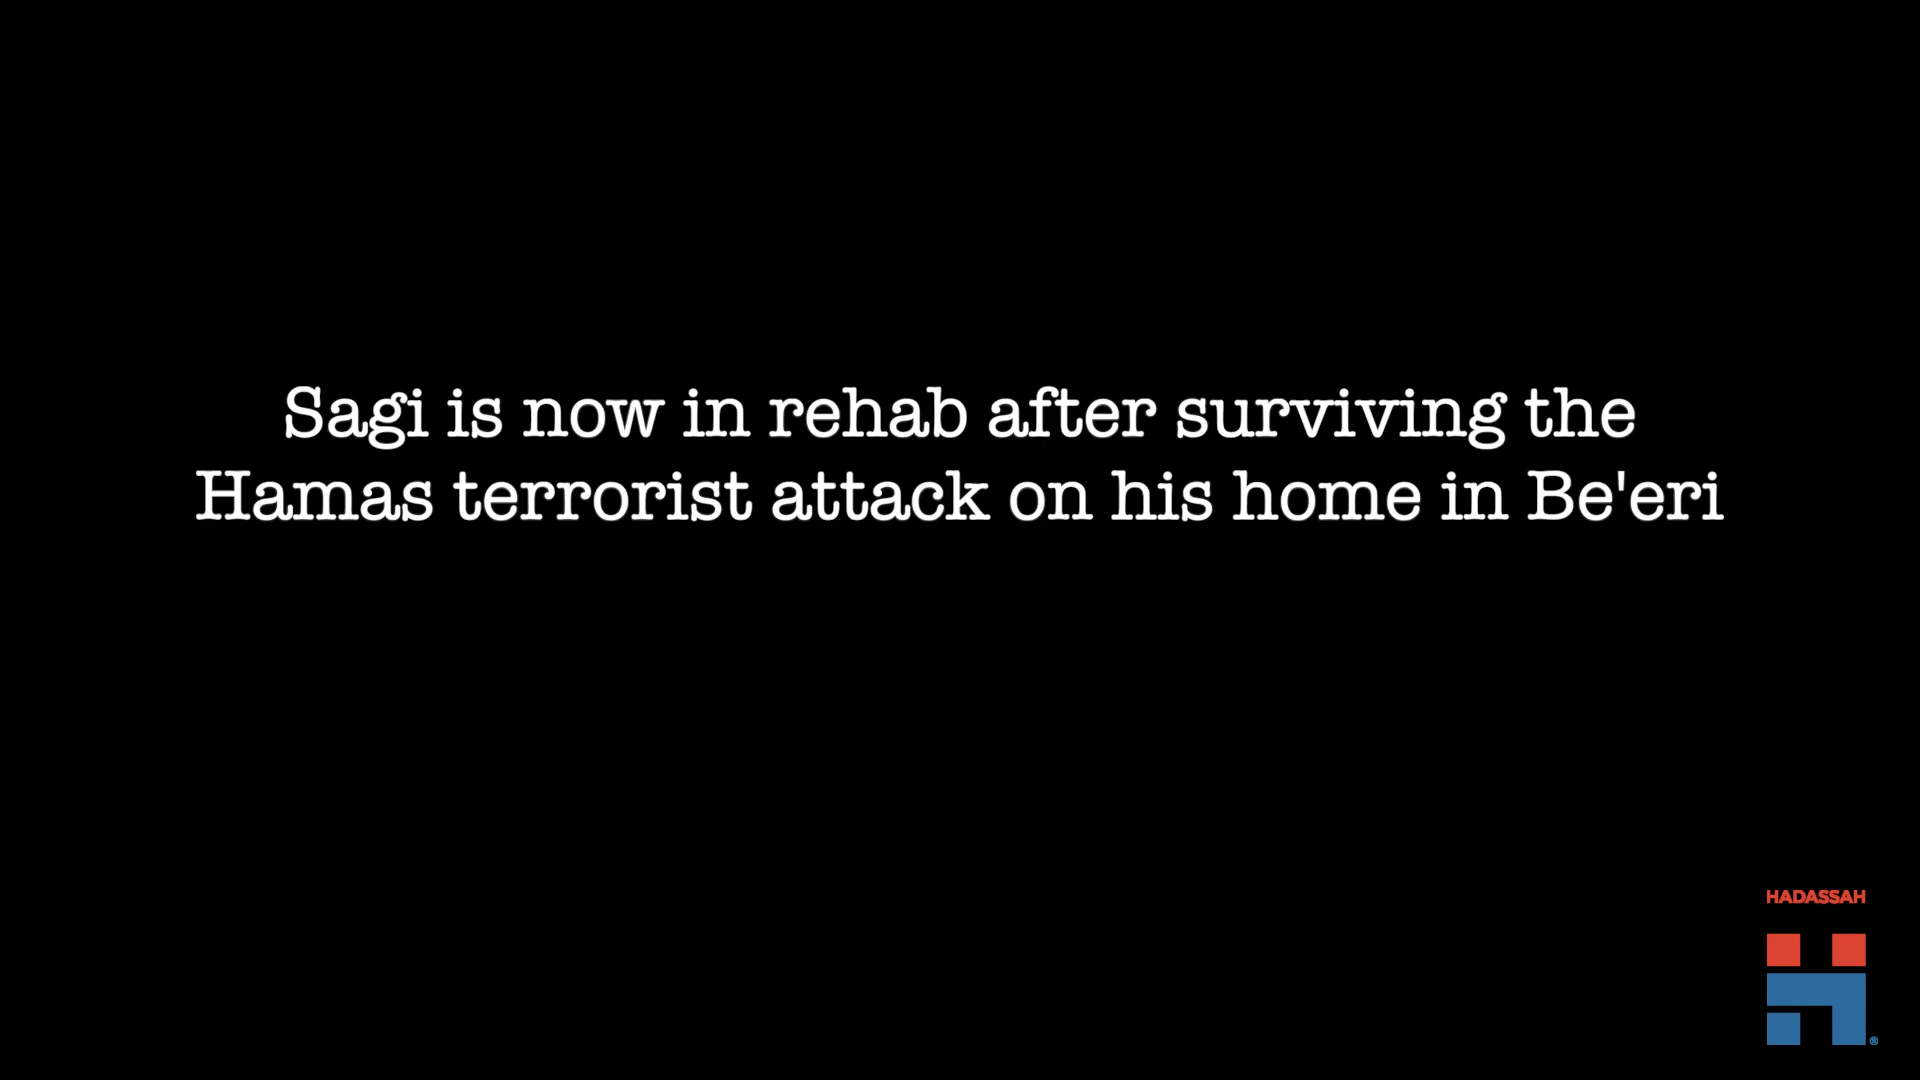 Sagi is now in rehab after surviving the
Hamas terrorist attack on his home in Be'eri
HADASSAH
®